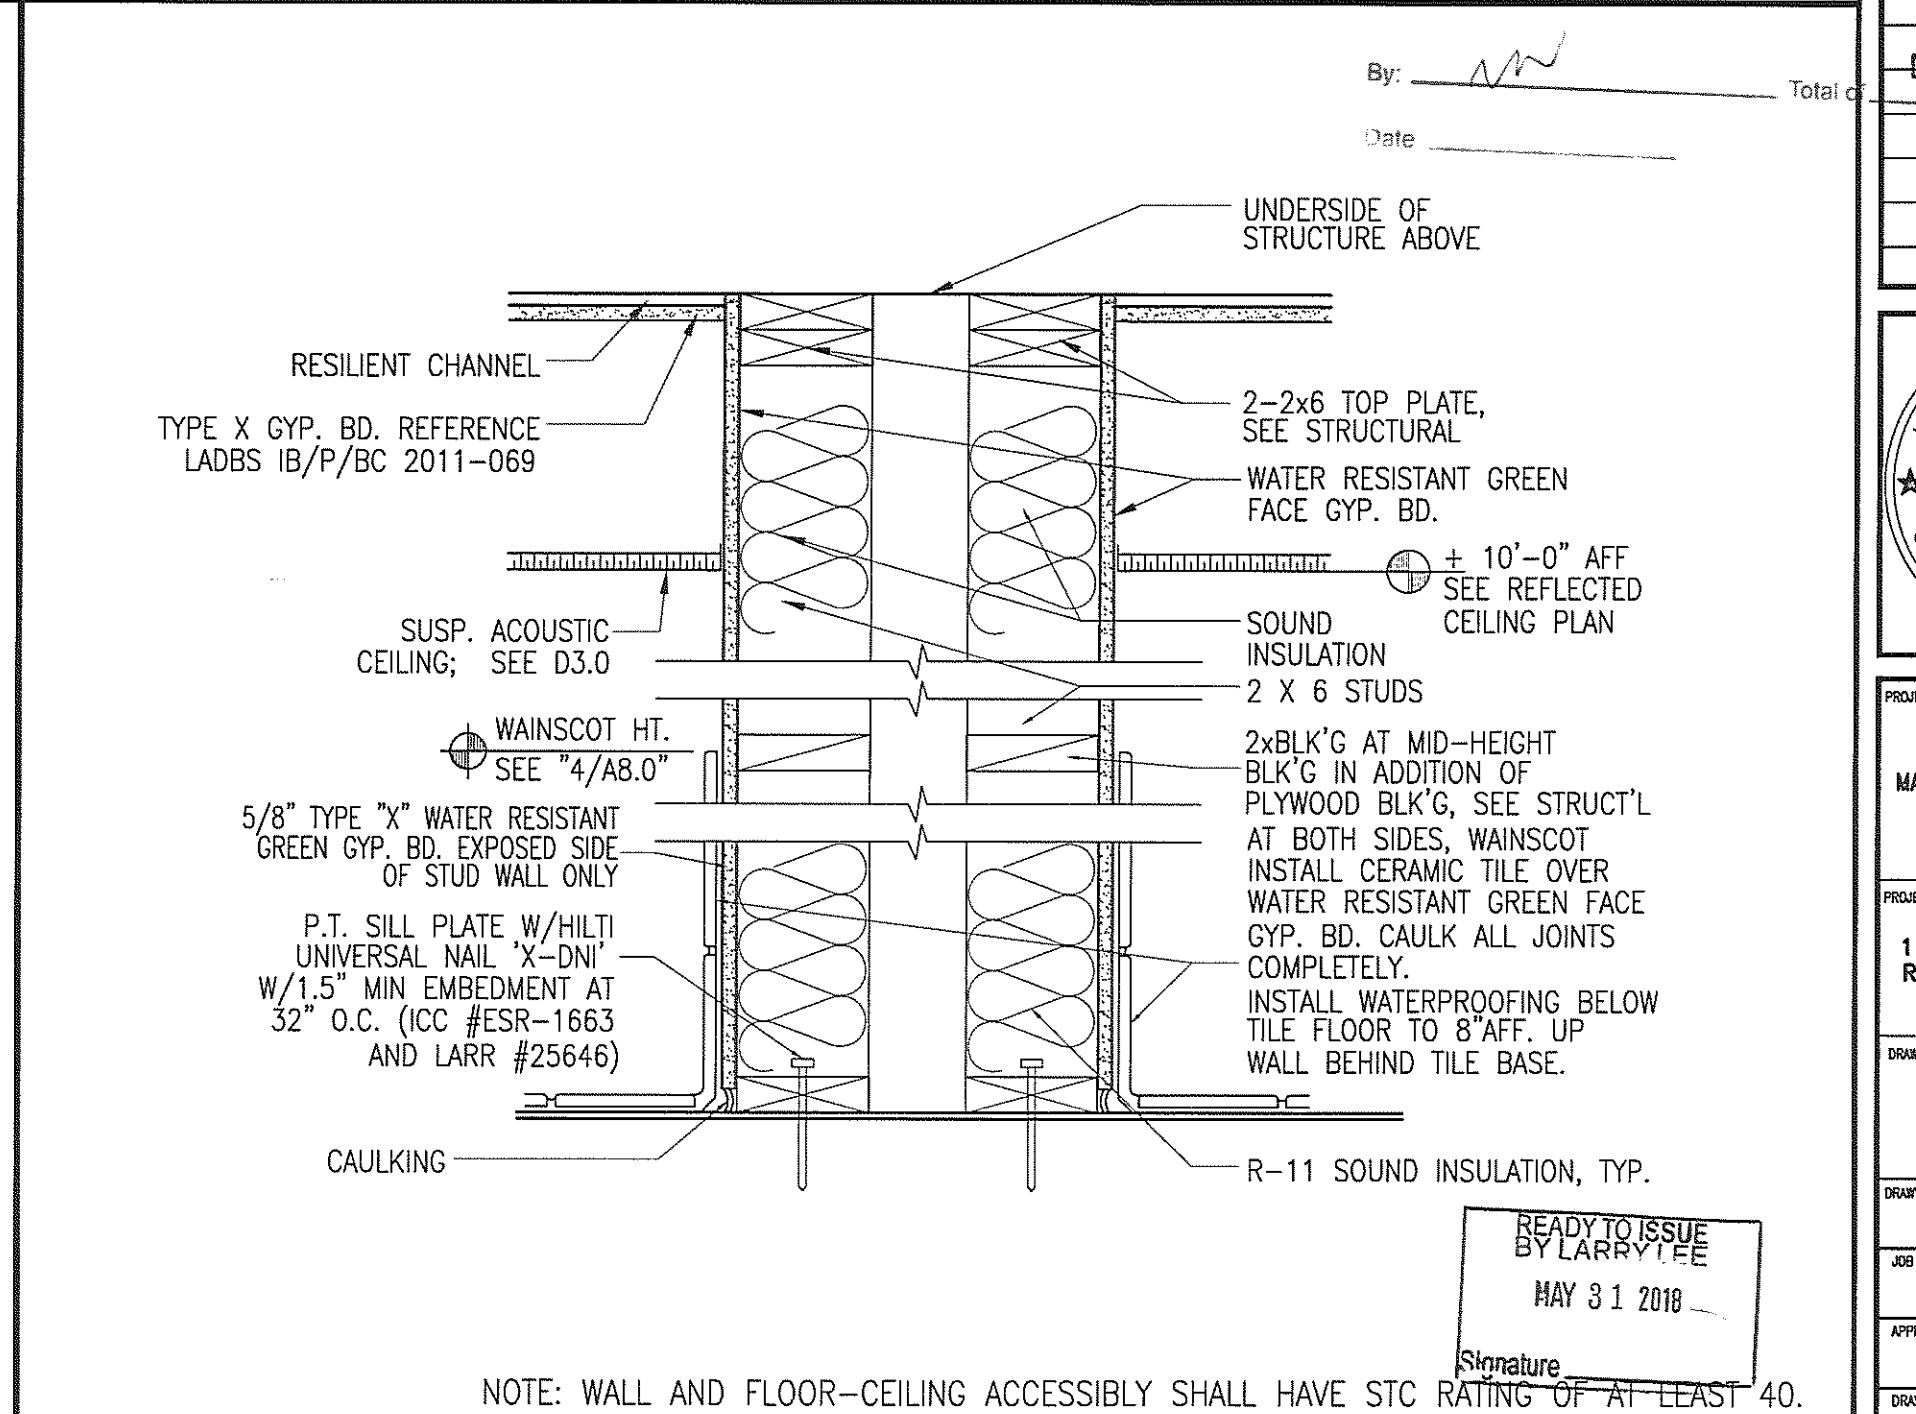 By:
Total of
Date
UNDERSIDE OF
STRUCTURE ABOVE
RESILIENT CHANNEL
TYPE X GYP. BD. REFERENCE
LADBS IB/P/BC 2011-069
2-2x6 TOP PLATE,
SEE STRUCTURAL
WATER RESISTANT GREEN
FACE GYP. BD.
± 10'-0" AFF
SEE REFLECTED
CEILING PLAN
SUSP. ACOUSTIC
CEILING; SEE D3.0
SOUND
INSULATION
2 X 6 STUDS
WAINSCOT HT.
SEE "4/A8.0"
2xBLK'G AT MID-HEIGHT
BLK'G IN ADDITION OF
PLYWOOD BLK'G, SEE STRUCT'L
5/8" TYPE "X" WATER RESISTANT
GREEN GYP. BD. EXPOSED SIDE
OF STUD WALL ONLY
AT BOTH SIDES, WAINSCOT
INSTALL CERAMIC TILE OVER
WATER RESISTANT GREEN FACE
GYP. BD. CAULK ALL JOINTS
COMPLETELY.
INSTALL WATERPROOFING BELOW
TILE FLOOR TO 8"AFF. UP
WALL BEHIND TILE BASE.
P.T. SILL PLATE W/HILTI
UNIVERSAL NAIL 'X-DNI'
W/1.5" MIN EMBEDMENT AT
32" O.C. (ICC #ESR-1663
AND LARR #25646)
CAULKING
R-11 SOUND INSULATION, TYP.
READY TO ISSUE
BY LARRY LEE
MAY 31 2018
Signature
NOTE: WALL AND FLOOR-CEILING ACCESSIBLY SHALL HAVE STC RATING OF AT LEAST 40.